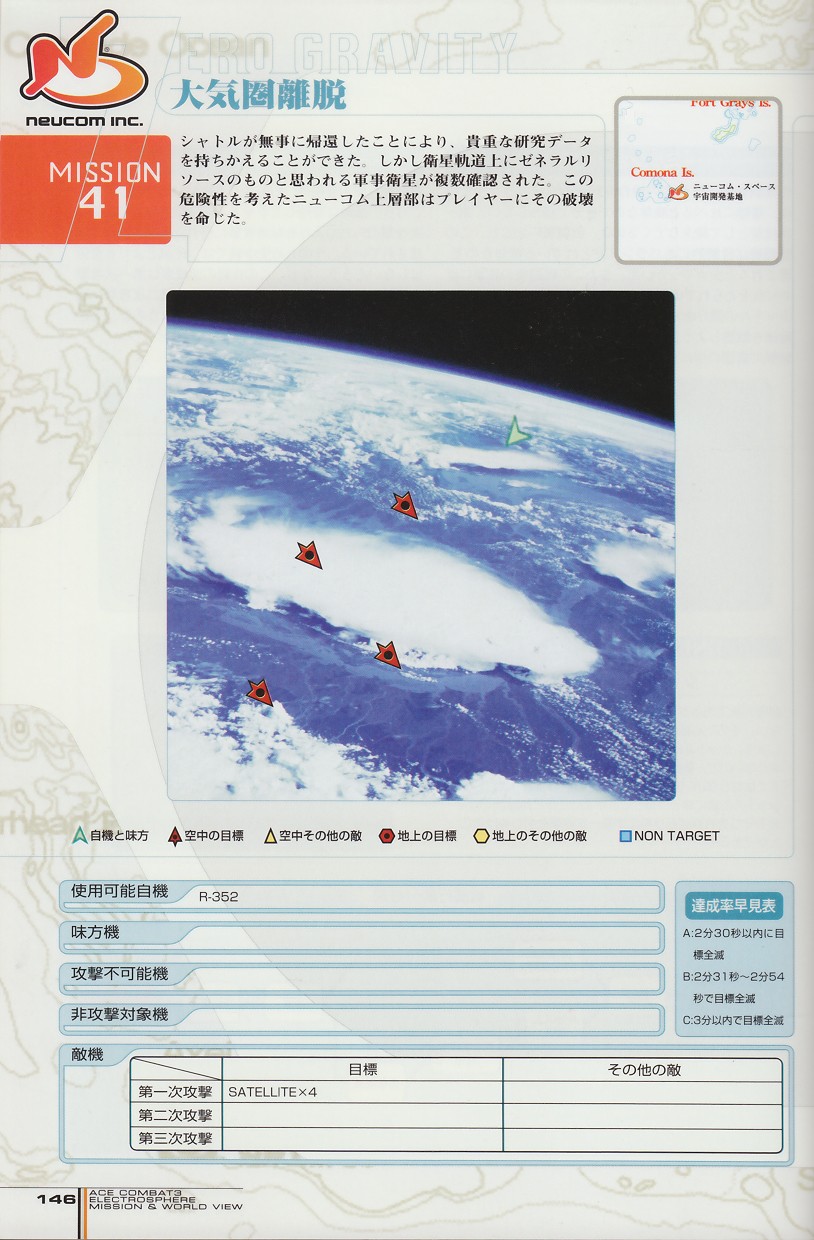 ZERO GRAVITY
neucom inc.
大気圏離脱
MISSION
41
シャトルが無事に帰還したことにより、貴重な研究データ
を持ちかえることができた。しかし衛星軌道上にゼネラルリ
ソースのものと思われる軍事衛星が複数確認された。この
危険性を考えたニューコム上層部はプレイヤーにその破壊
を命じた。
Fort Grays Is.
Comona Is.
ニューコム・スペース
宇宙開発基地
自機と味方 空中の目標 空中その他の敵 地上の目標 地上のその他の敵 NON TARGET
使用可能自機 R-352
味方機
攻撃不可能機
非攻撃対象機
達成率早見表
A:2分30秒以内に目
標全滅
B:2分31秒～2分54
秒で目標全滅
C:3分以内で目標全滅
敵機
目標 その他の敵
第一次攻撃 SATELLITE×4
第二次攻撃
第三次攻撃
146
ACE COMBAT3
ELECTROSPHERE
MISSION & WORLD VIEW